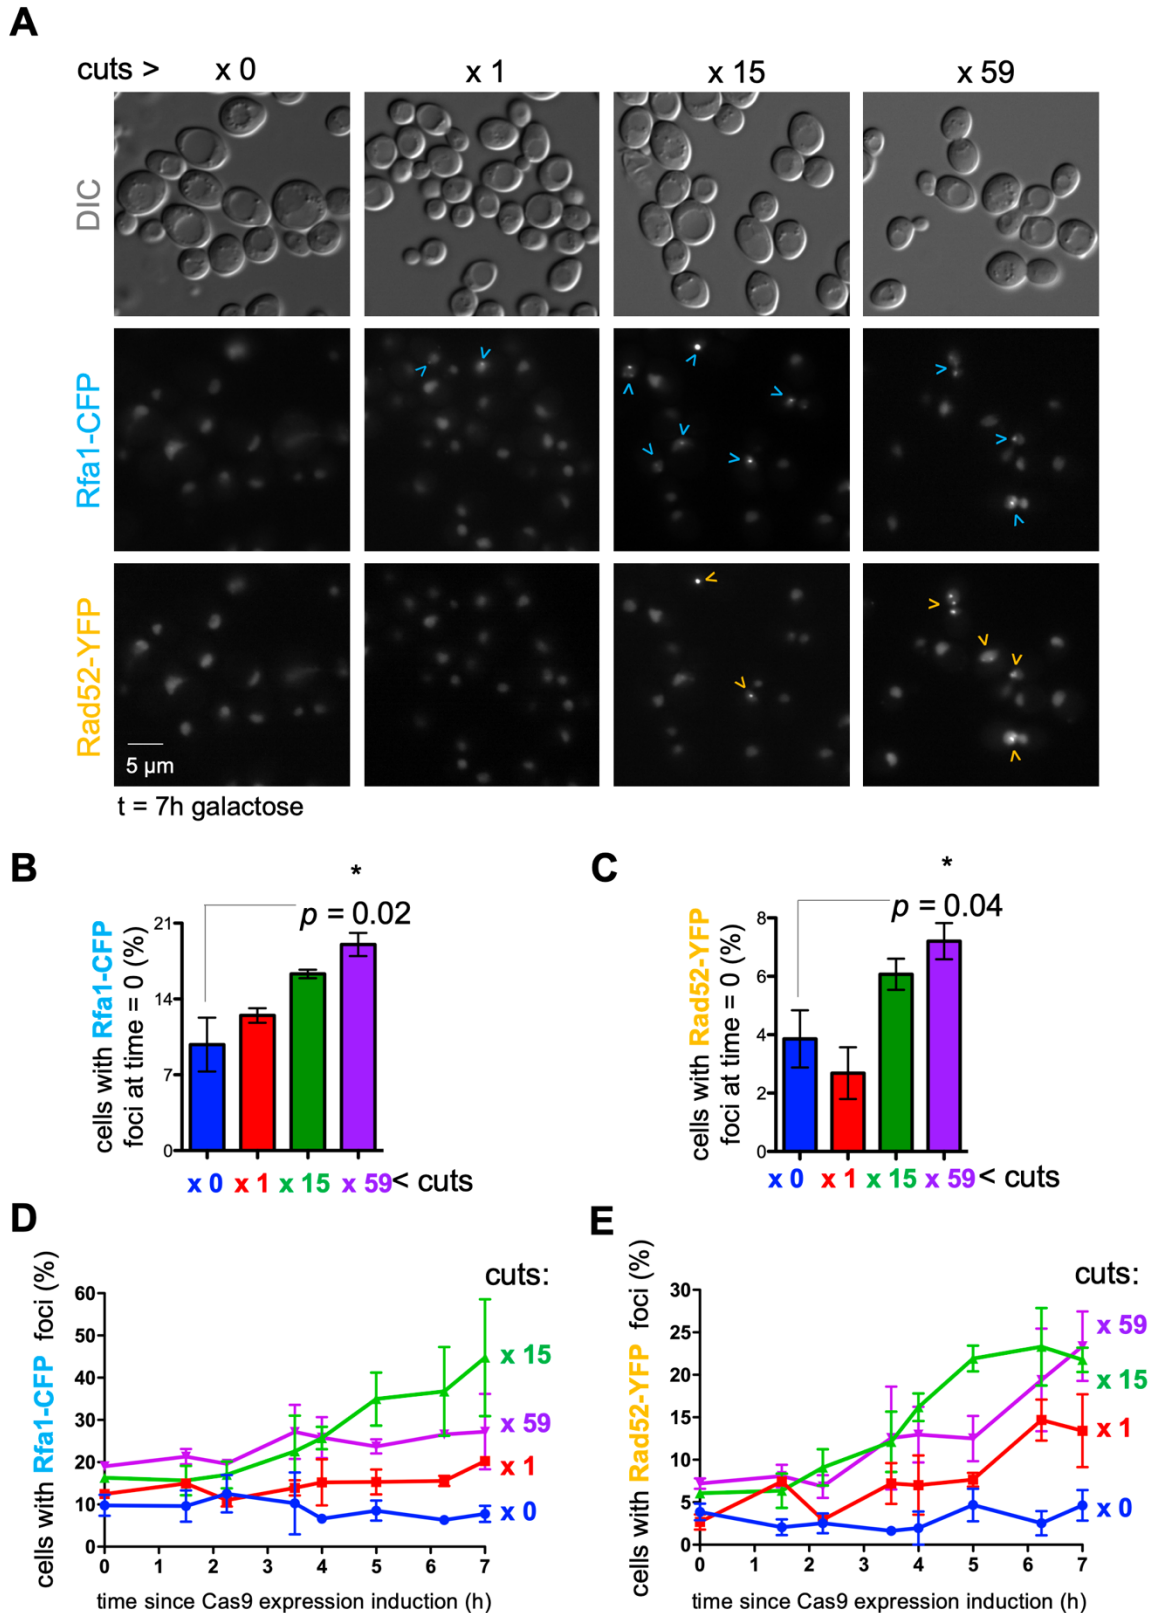 A
cuts > x 0 x 1 x 15 x 59
DIC
Rfa1-CFP
Rad52-YFP
5 µm
t = 7h galactose
B
*
p = 0.02
cells with Rfa1-CFP
foci at time = 0 (%)
21
14
7
0
x 0 x 1 x 15 x 59 < cuts
C
*
p = 0.04
cells with Rad52-YFP
foci at time = 0 (%)
8
6
4
2
0
x 0 x 1 x 15 x 59 < cuts
D
cells with Rfa1-CFP foci (%)
cuts:
60
50
40
30
20
10
0
x 15
x 59
x 1
x 0
0 1 2 3 4 5 6 7
time since Cas9 expression induction (h)
E
cells with Rad52-YFP foci (%)
cuts:
30
25
20
15
10
5
0
x 59
x 15
x 1
x 0
0 1 2 3 4 5 6 7
time since Cas9 expression induction (h)